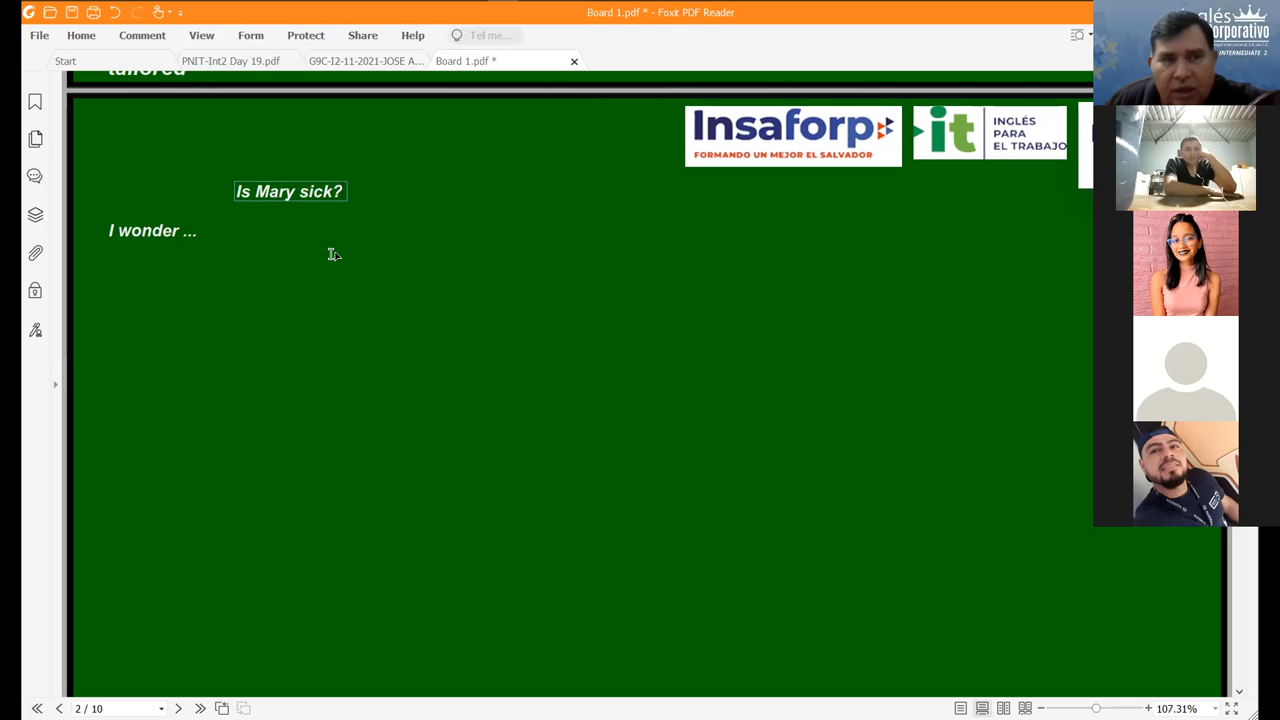 Board 1.pdf * - Foxit PDF Reader
File Home Comment View Form Protect Share Help Tell me...
Start PNIT-Int2 Day 19.pdf G9C-I2-11-2021-JOSE A... Board 1.pdf *
tailored
Insaforp
FORMANDO UN MEJOR EL SALVADOR
it
INGLÉS
PARA
EL TRABAJO
INTERMEDIATE 2
Is Mary sick?
I wonder ...
2 / 10
107.31%